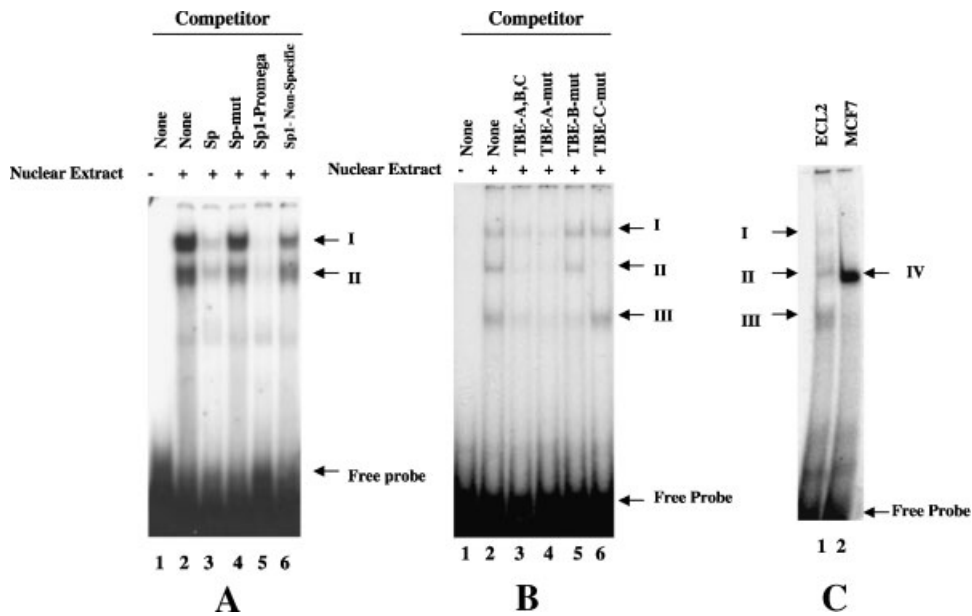 Competitor
None
None
Sp
Sp-mut
Sp1-Promega
Sp1- Non-Specific
Nuclear Extract - + + + + +
I
II
Free probe
1 2 3 4 5 6
A
Competitor
None
None
TBE-A,B,C
TBE-A-mut
TBE-B-mut
TBE-C-mut
Nuclear Extract - + + + + +
I
II
III
Free Probe
1 2 3 4 5 6
B
ECL2
MCF7
I
II
III
IV
Free Probe
1 2
C